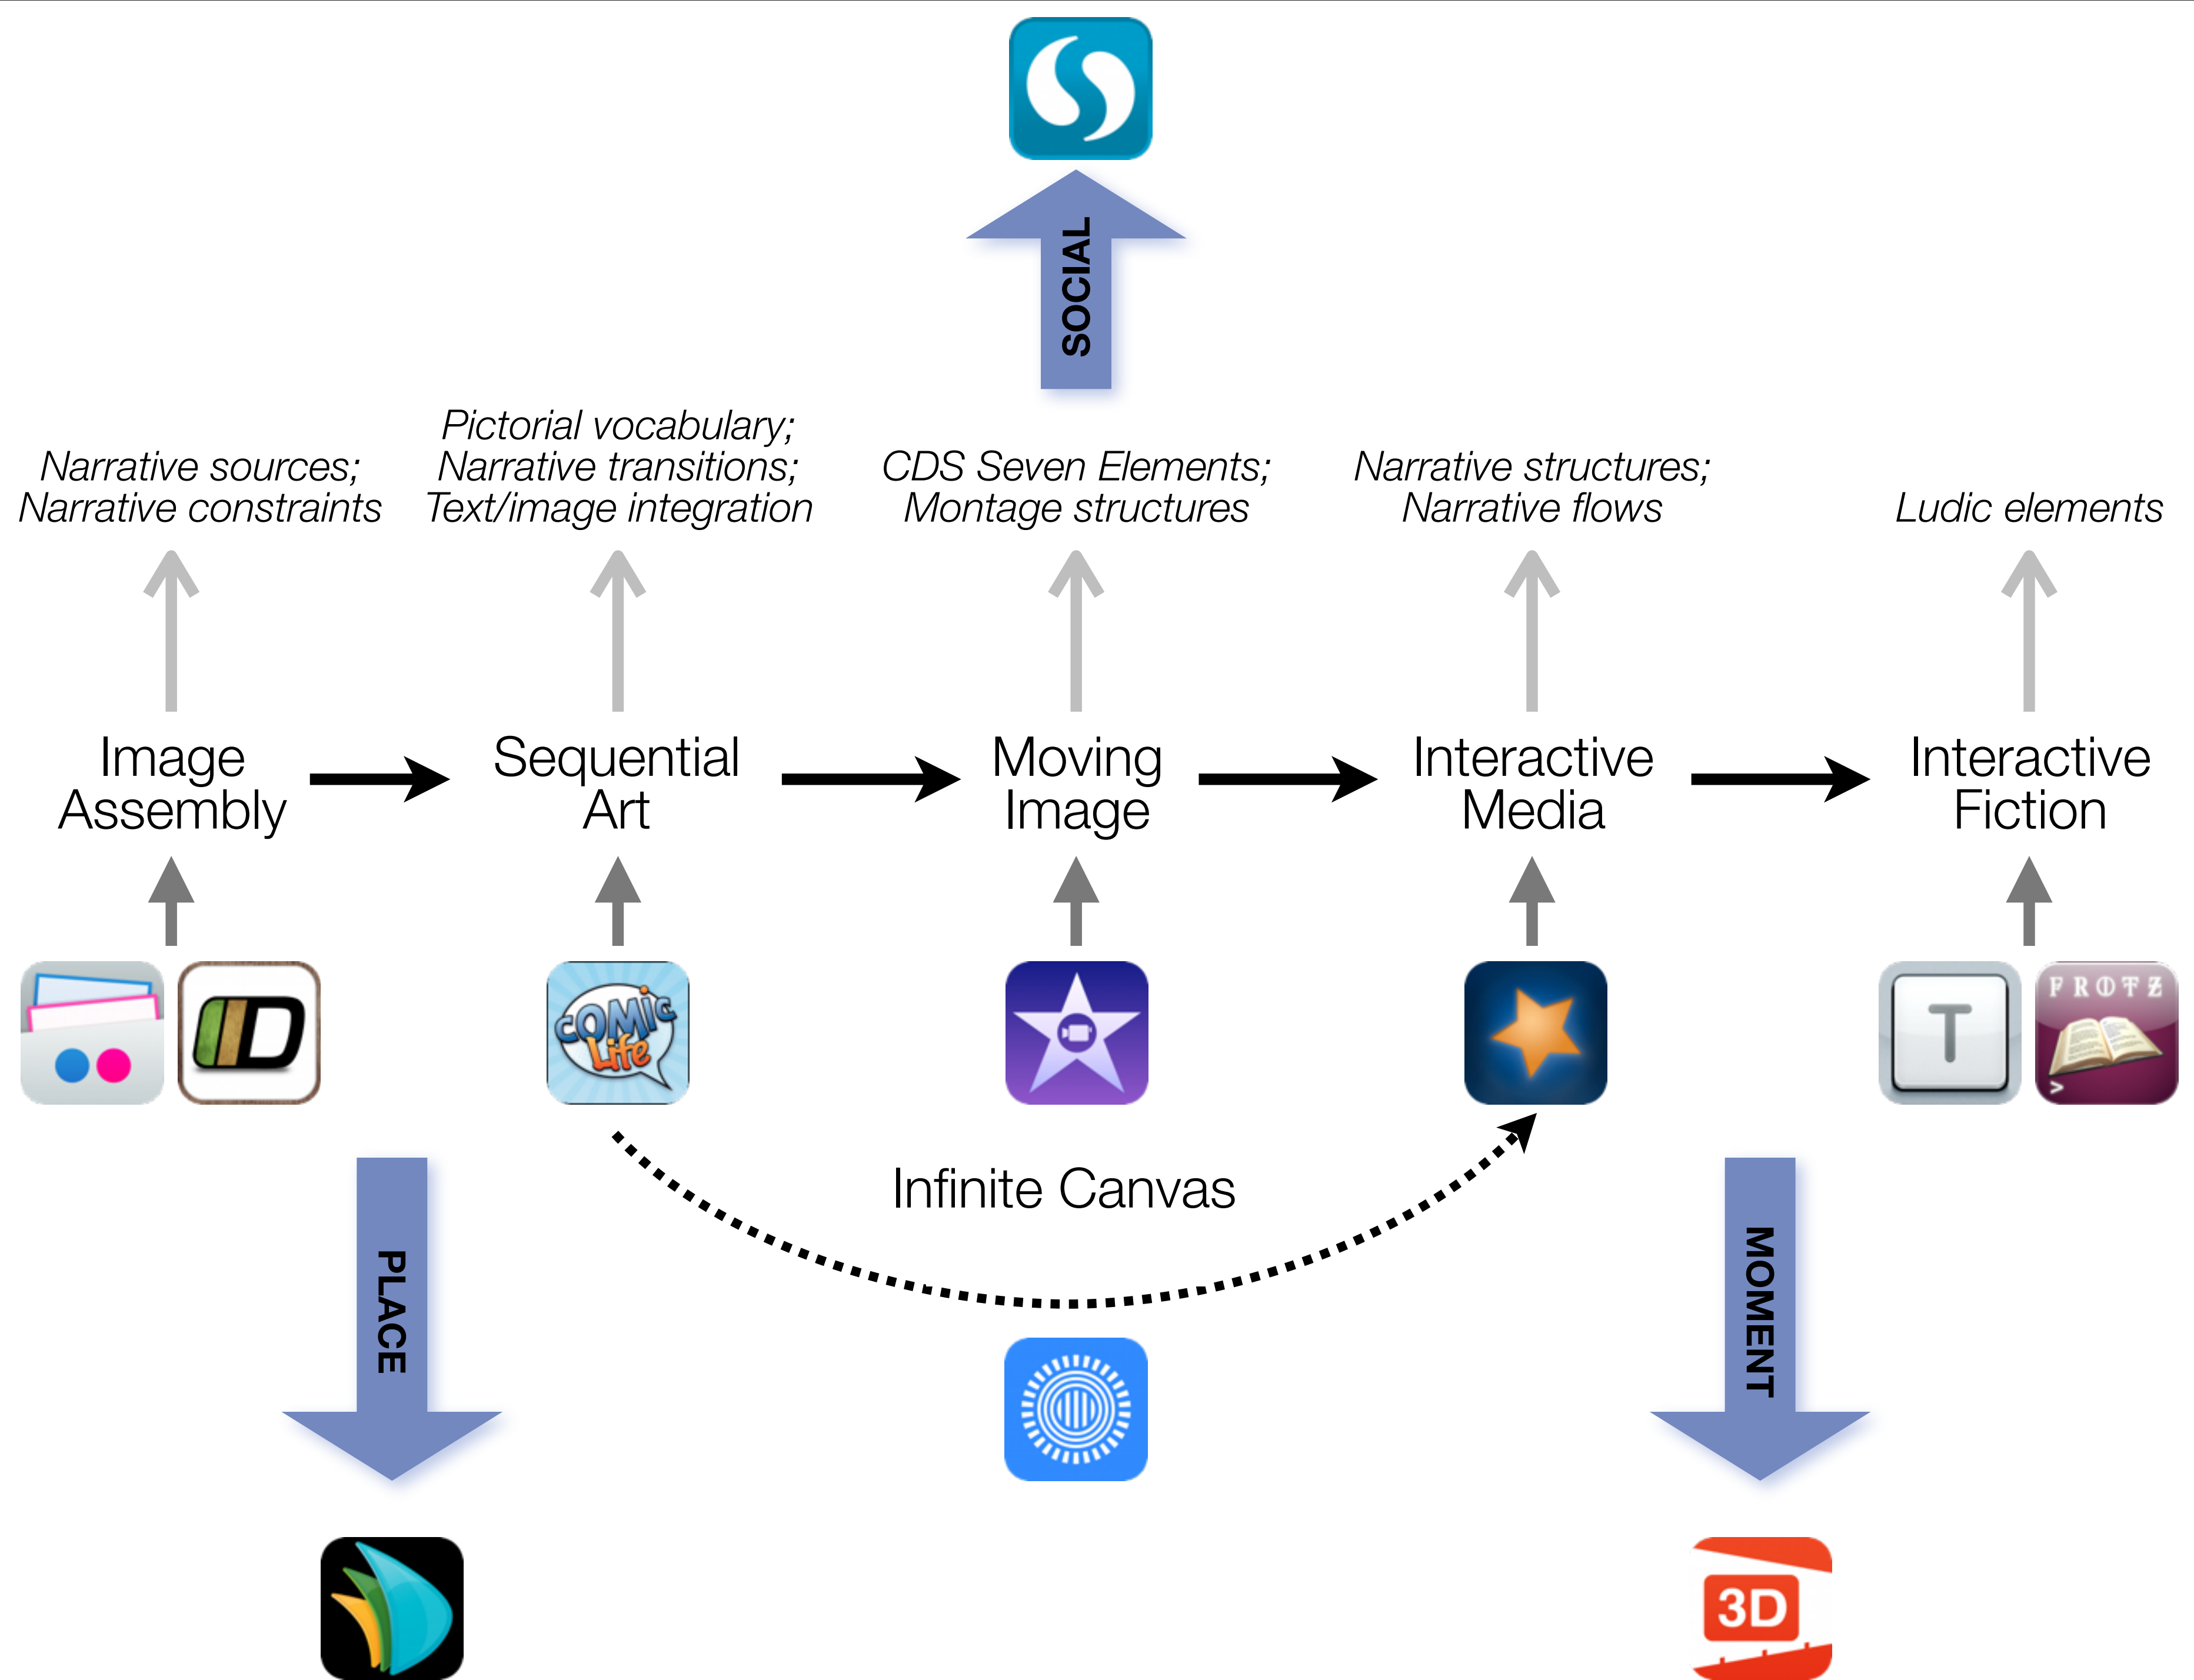 SOCIAL
Narrative sources;
Narrative constraints
Pictorial vocabulary;
Narrative transitions;
Text/image integration
CDS Seven Elements;
Montage structures
Narrative structures;
Narrative flows
Ludic elements
Image
Assembly
Sequential
Art
Moving
Image
Interactive
Media
Interactive
Fiction
D
COMIC
Life
T
FROTZ
>
Infinite Canvas
PLACE
MOMENT
3D